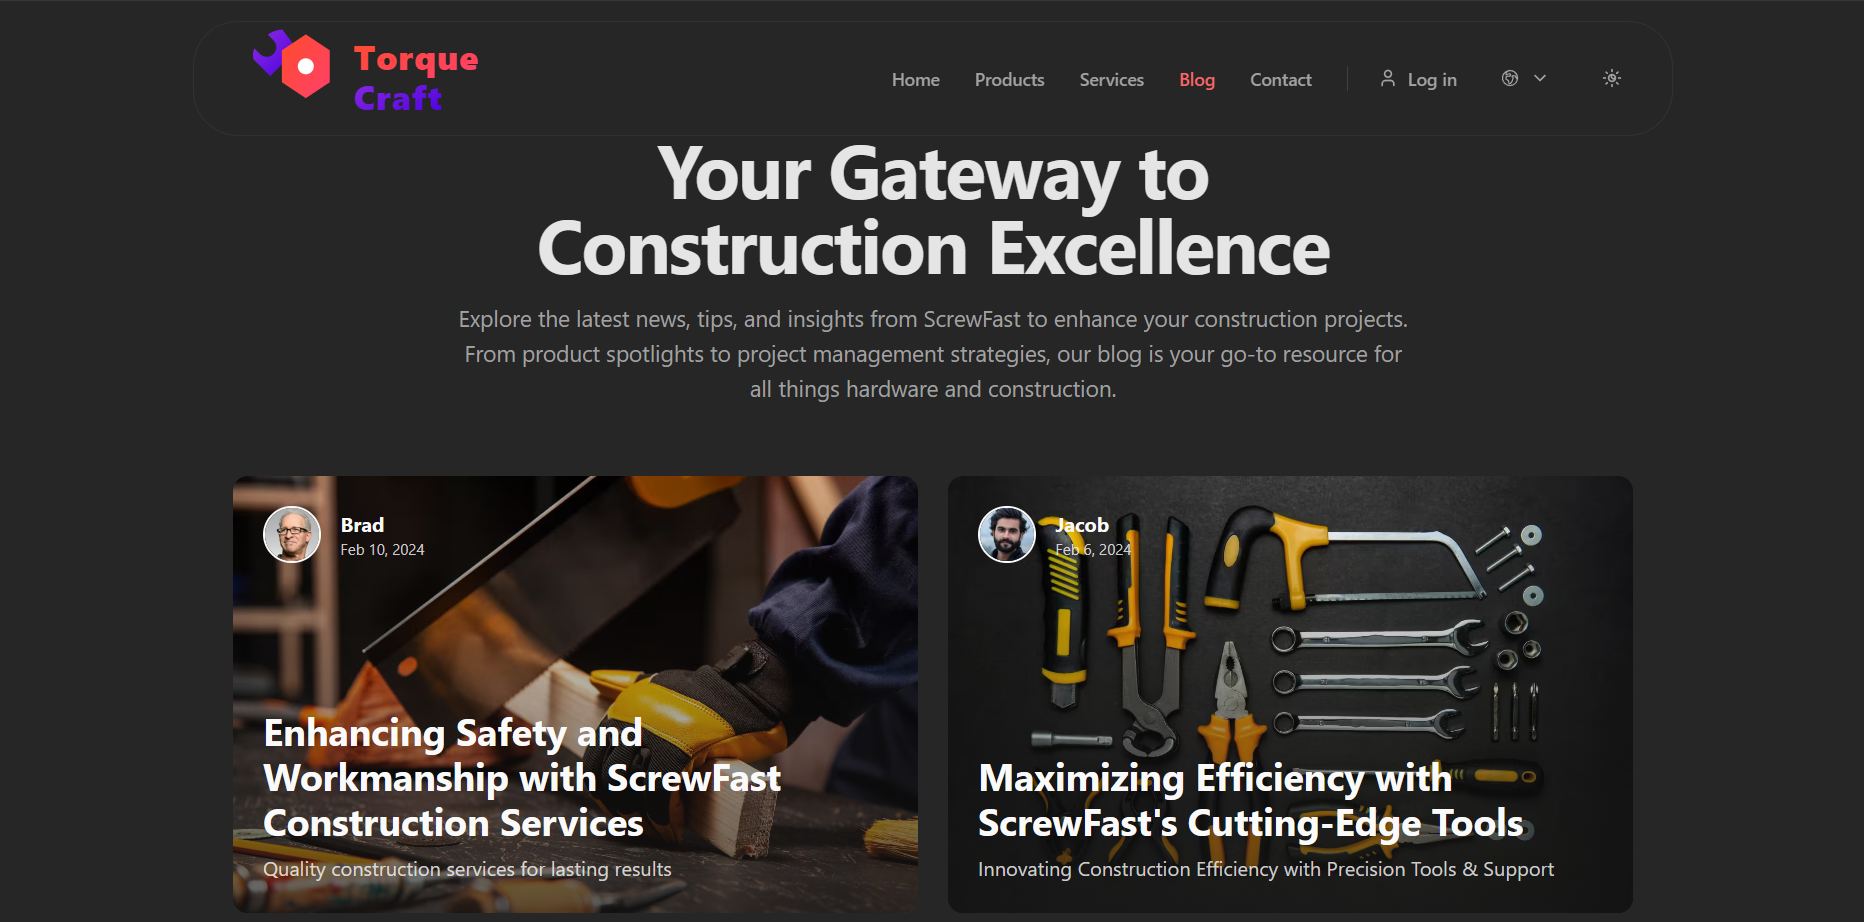 Torque
Craft
Home Products Services Blog Contact Log in
Your Gateway to
Construction Excellence
Explore the latest news, tips, and insights from ScrewFast to enhance your construction projects.
From product spotlights to project management strategies, our blog is your go-to resource for
all things hardware and construction.
Brad
Feb 10, 2024
Enhancing Safety and
Workmanship with ScrewFast
Construction Services
Quality construction services for lasting results
Jacob
Feb 6, 2024
Maximizing Efficiency with
ScrewFast's Cutting-Edge Tools
Innovating Construction Efficiency with Precision Tools & Support